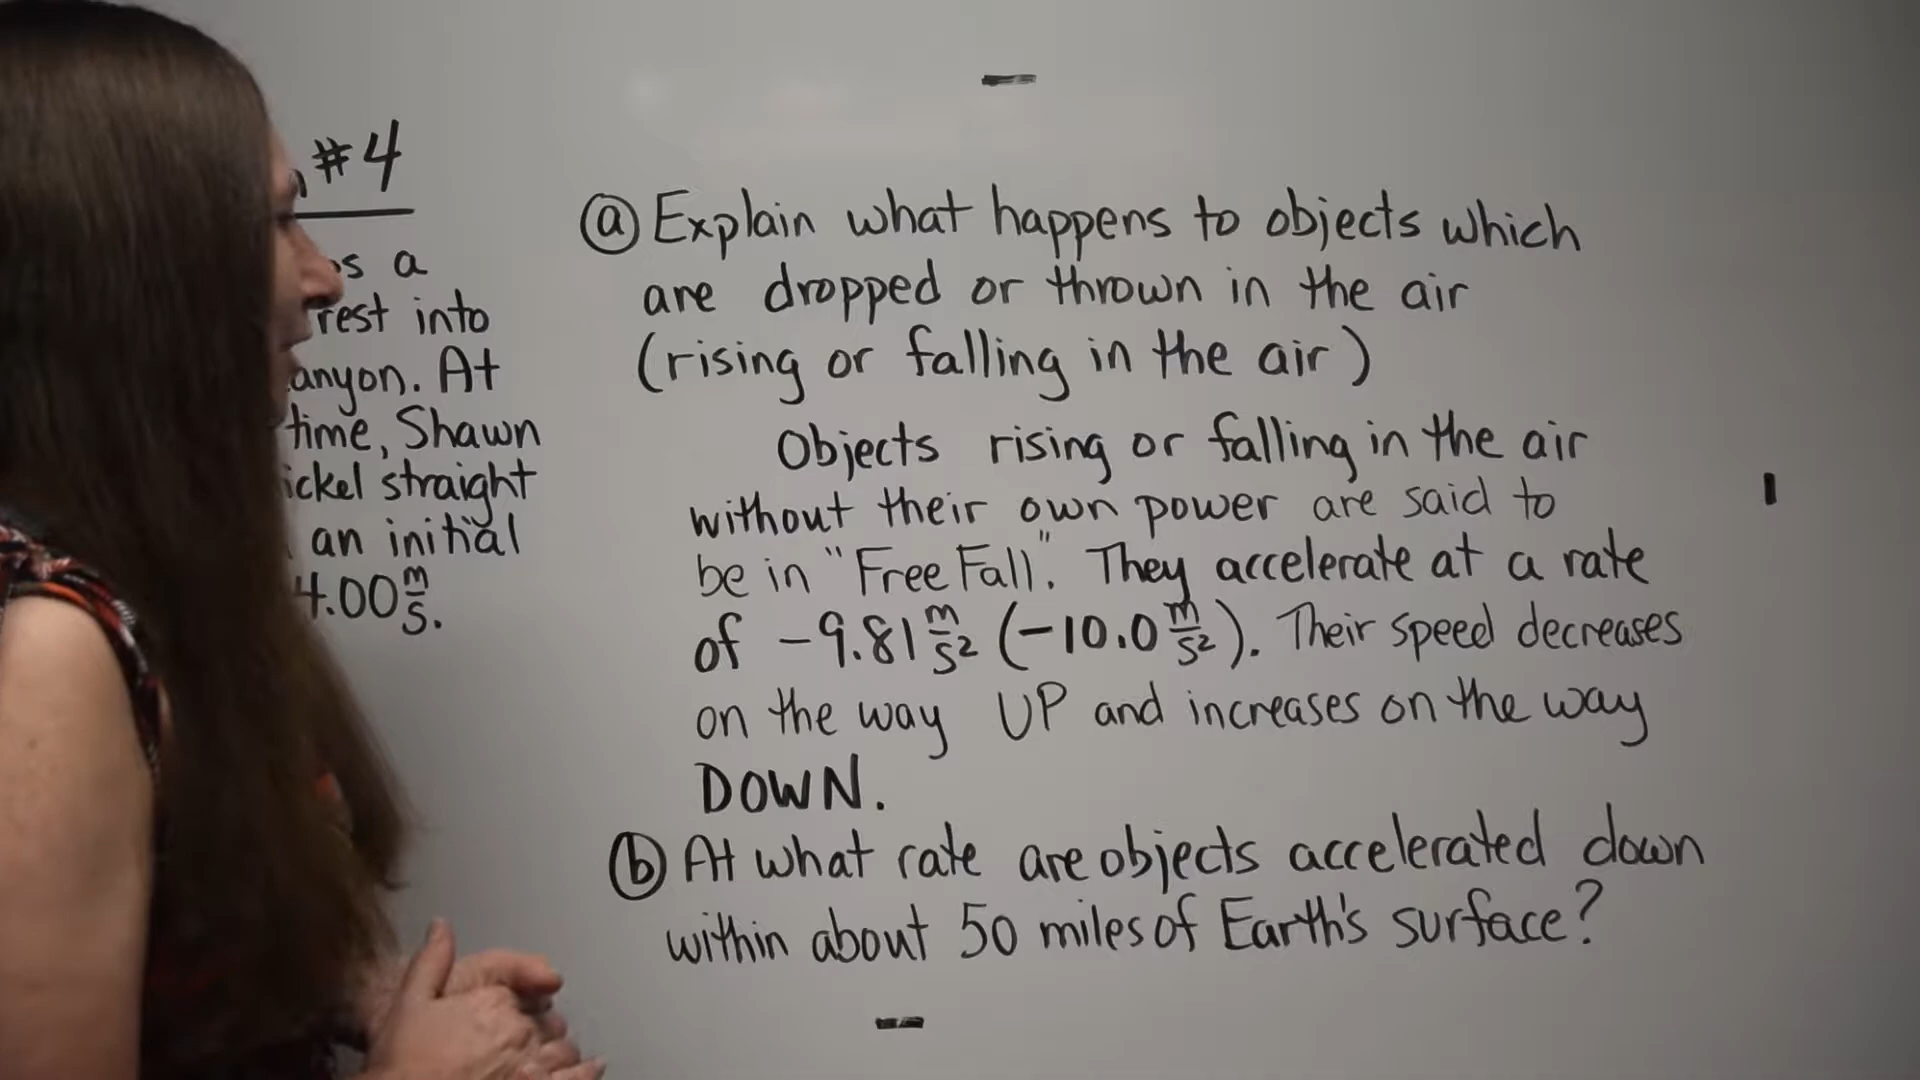 #4
a
rest into
anyon. At
time, Shawn
ickel straight
an initial
4.00 m/s.
ⓐ Explain what happens to objects which
are dropped or thrown in the air
(rising or falling in the air)
Objects rising or falling in the air
without their own power are said to
be in "Free Fall". They accelerate at a rate
of -9.81 m/s² (-10.0 m/s²). Their speed decreases
on the way UP and increases on the way
DOWN.
ⓑ At what rate are objects accelerated down
within about 50 miles of Earth's surface?